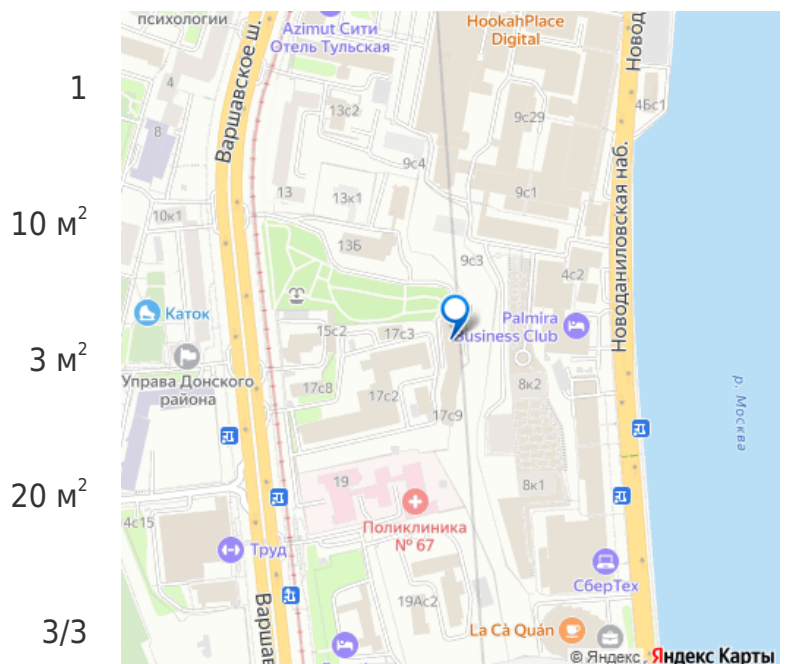 1
10 м²
3 м²
20 м²
3/3
психологии
Azimut Сити
Отель Тульская
HookahPlace
Digital
Варшавское ш.
Новод
4
8
13с2
9с29
4Бс1
9с4
13
13к1
9с1
10к1
13Б
9с3
4с2
Новоданиловская наб.
Каток
15с2
17с3
Palmira
Business Club
Управа Донского
района
17с8
17с2
17с9
8к2
р. Москва
19
8к1
4с15
Поликлиника
№ 67
Труд
СберТех
19Ас2
Варшав
La Cà Quán
© Яндекс
Яндекс Карты